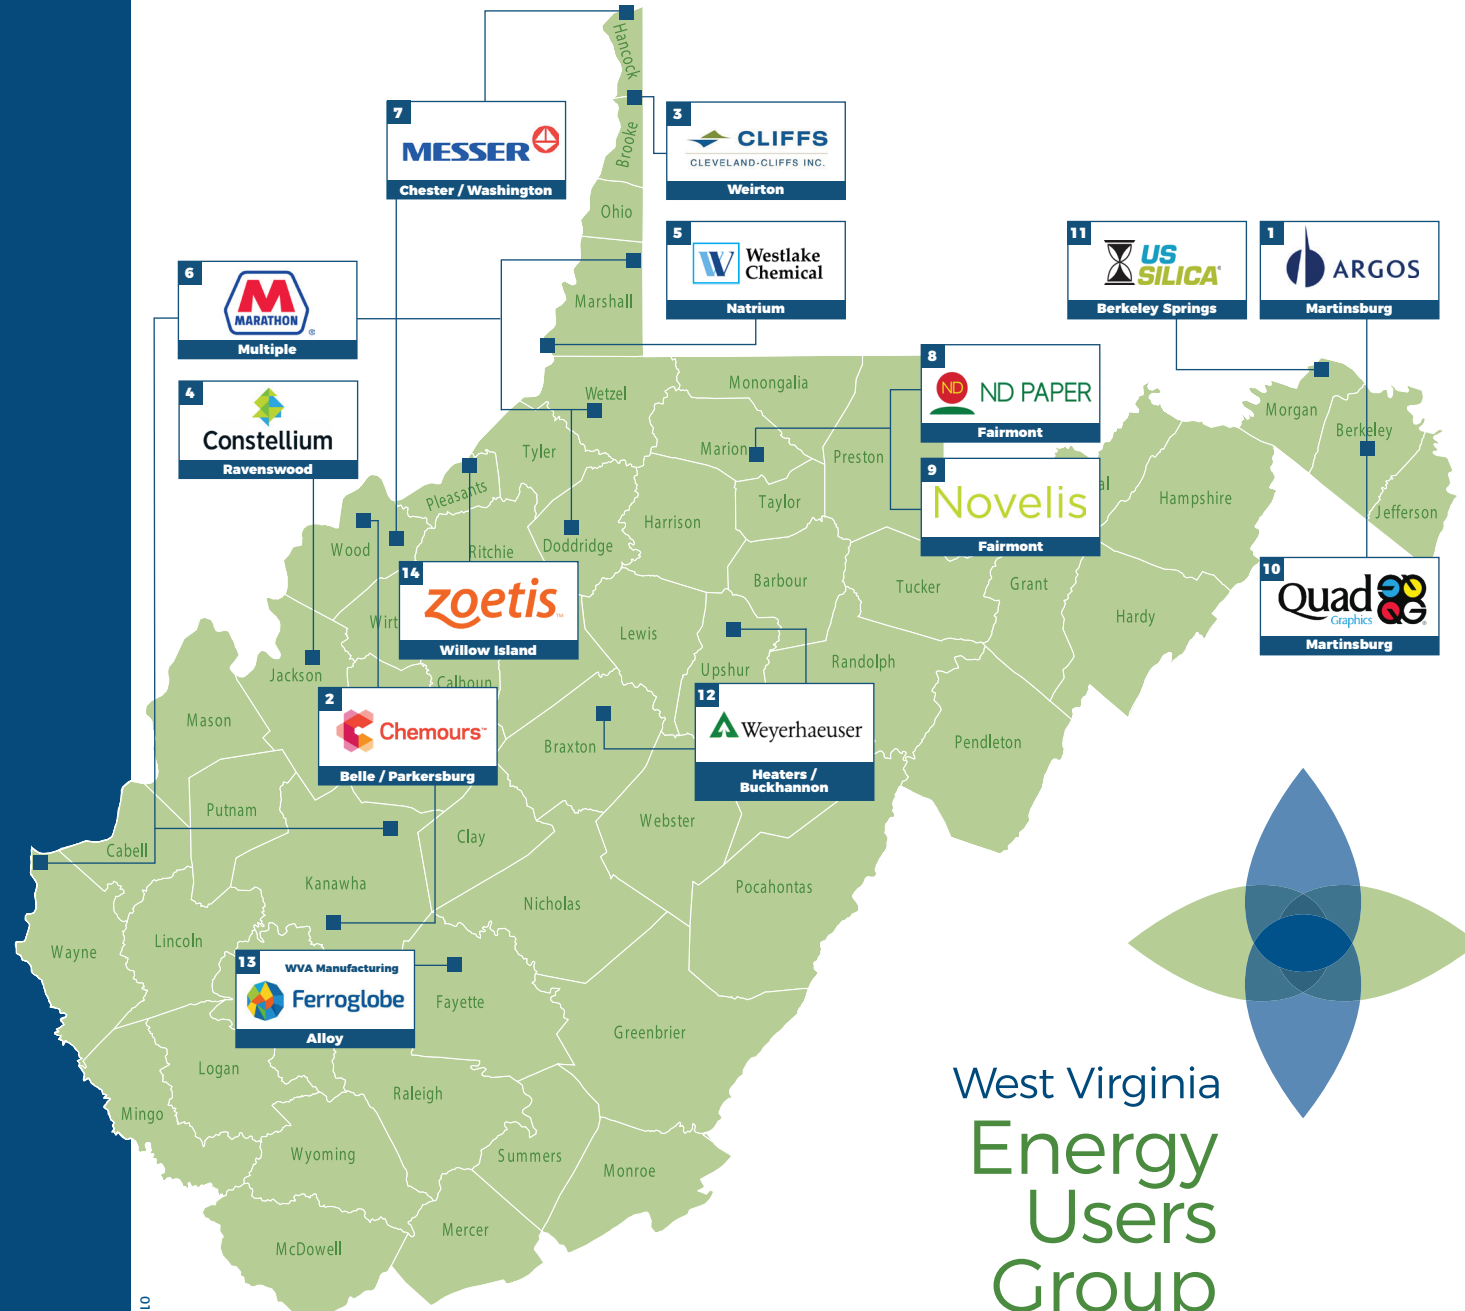 Hancock
7
MESSER
Chester / Washington
3
CLIFFS
CLEVELAND-CLIFFS INC.
Weirton
Brooke
Ohio
5
Westlake
Chemical
Natrium
11
US
SILICA
Berkeley Springs
1
ARGOS
Martinsburg
6
M
MARATHON
Multiple
Marshall
4
Constellium
Ravenswood
8
ND
ND PAPER
Fairmont
9
Novelis
Fairmont
Wetzel
Monongalia
Marion
Preston
Tyler
Pleasants
Taylor
Harrison
Morgan
Berkeley
Jefferson
Hampshire
al
Wood
Ritchie
Doddridge
14
zoetis
Willow Island
Wirt
Barbour
Tucker
Grant
Hardy
10
Quad
Graphics
Martinsburg
Lewis
Upshur
Randolph
Jackson
Calhoun
2
Chemours™
Belle / Parkersburg
12
Weyerhaeuser
Heaters /
Buckhannon
Mason
Braxton
Pendleton
Putnam
Cabell
Clay
Webster
Kanawha
Nicholas
Pocahontas
Wayne
Lincoln
13
WVA Manufacturing
Ferroglobe
Alloy
Fayette
Greenbrier
Logan
Raleigh
Mingo
Wyoming
Summers
Monroe
Mercer
McDowell
West Virginia
Energy
Users
Group
10